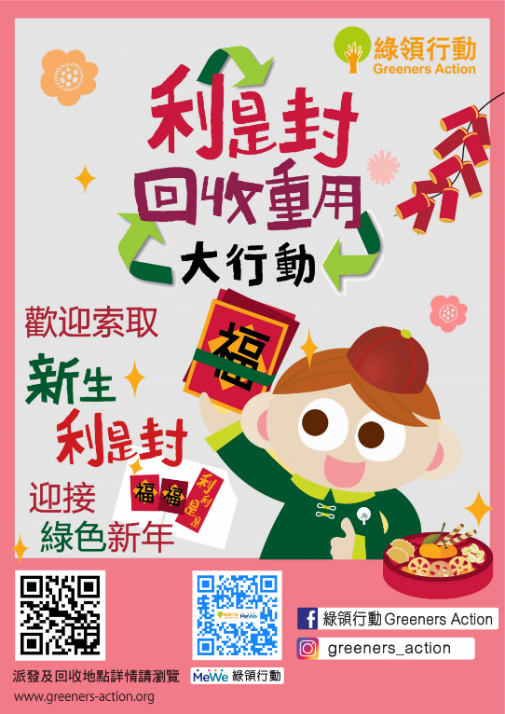 綠領行動
Greeners Action
利是封
回收重用
大行動
歡迎索取
新生
利是封
迎接
綠色新年
福
福
福
利是封
綠領行動 Greeners Action
greeners_action
派發及回收地點詳情請瀏覽
www.greeners-action.org
MeWe 綠領行動